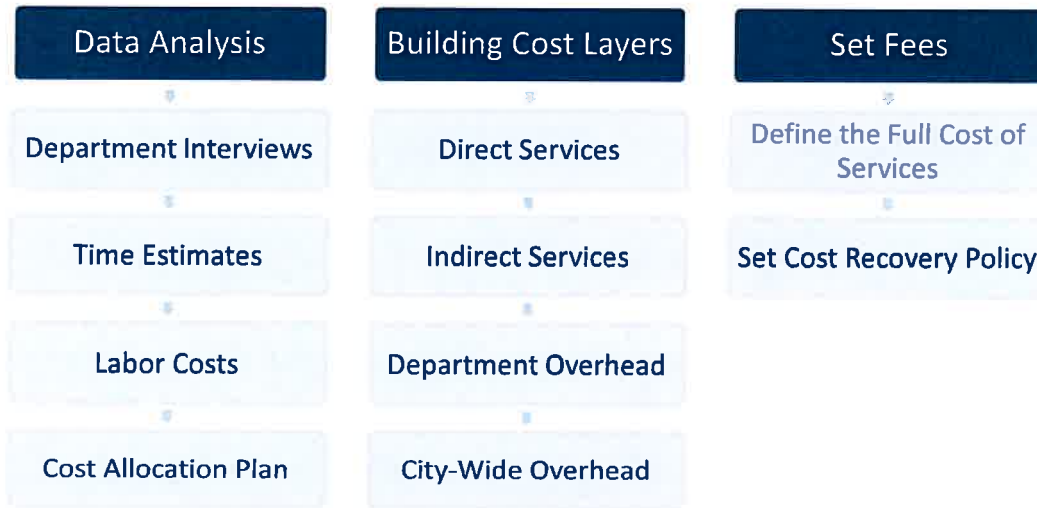 Data Analysis
Department Interviews
Time Estimates
Labor Costs
Cost Allocation Plan
Building Cost Layers
Direct Services
Indirect Services
Department Overhead
City-Wide Overhead
Set Fees
Define the Full Cost of
Services
Set Cost Recovery Policy